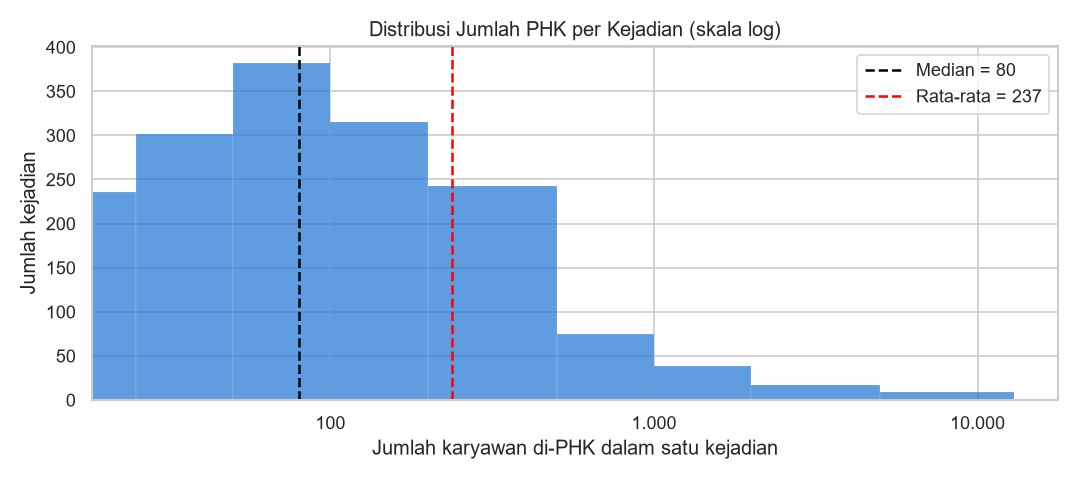 Distribusi Jumlah PHK per Kejadian (skala log)
Median = 80
Rata-rata = 237
Jumlah kejadian
400
350
300
250
200
150
100
50
0
100
1.000
10.000
Jumlah karyawan di-PHK dalam satu kejadian